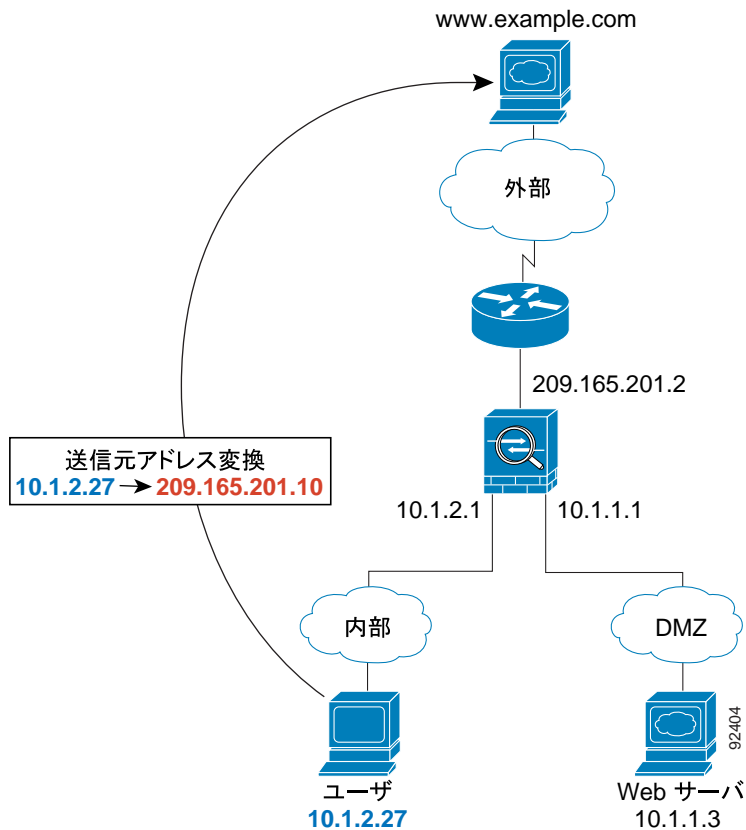 www.example.com
外部
209.165.201.2
送信元アドレス変換
10.1.2.27 → 209.165.201.10
10.1.2.1
10.1.1.1
内部
DMZ
92404
ユーザ
10.1.2.27
Web サーバ
10.1.1.3